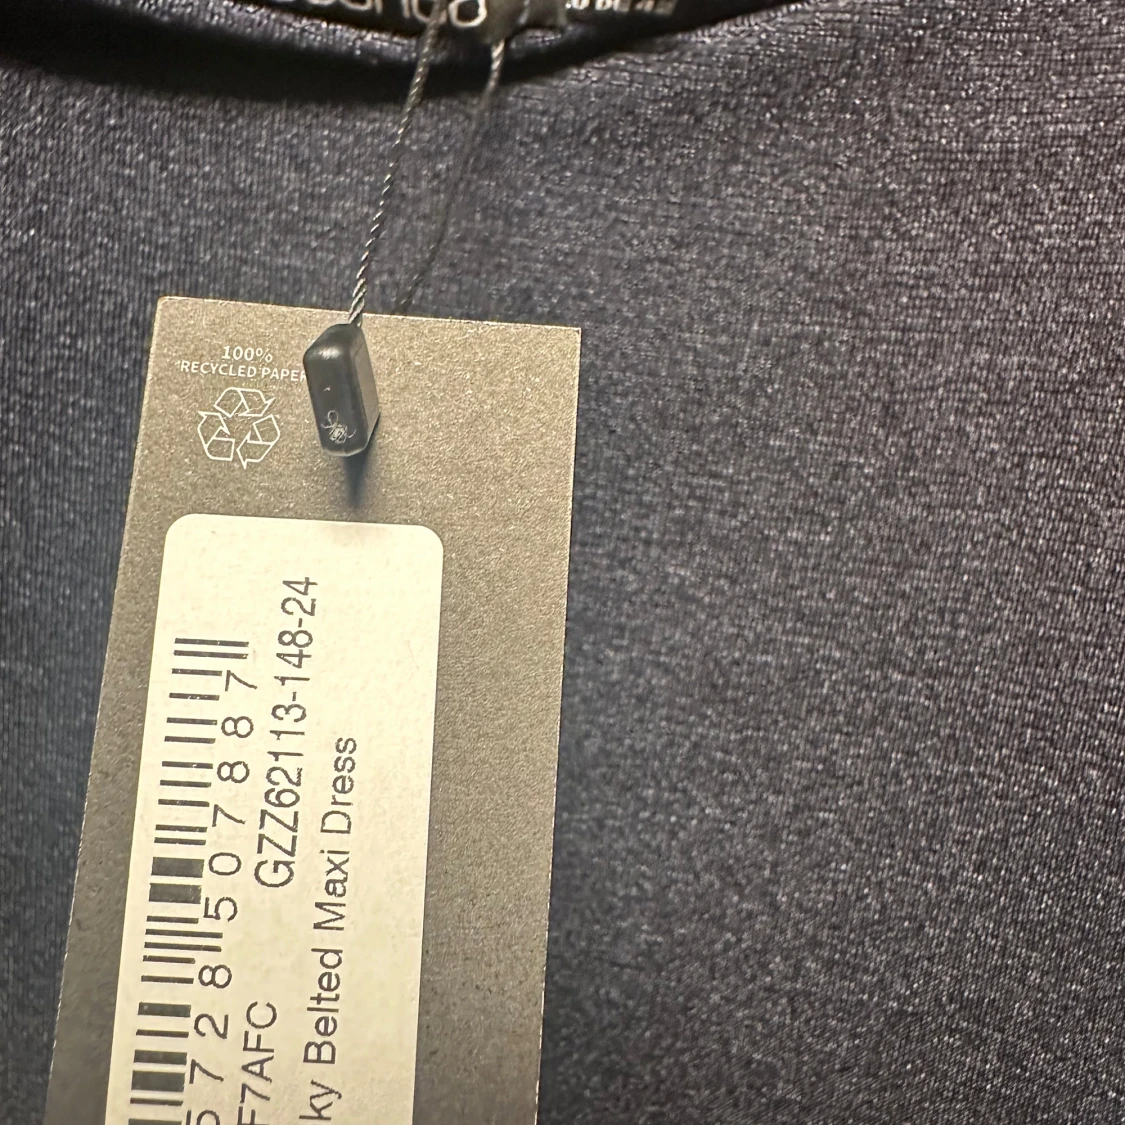 100%
RECYCLED PAPER
5728507887
F7AFC GZZ62113-148-24
ky Belted Maxi Dress